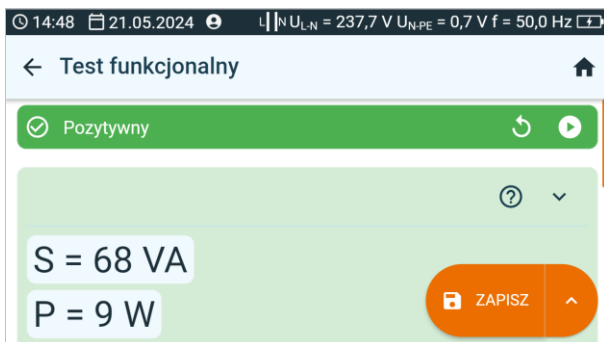 14:48 21.05.2024 L N U L-N = 237,7 V U N-PE = 0,7 V f = 50,0 Hz
Test funkcjonalny
Pozytywny
S = 68 VA
P = 9 W
ZAPISZ